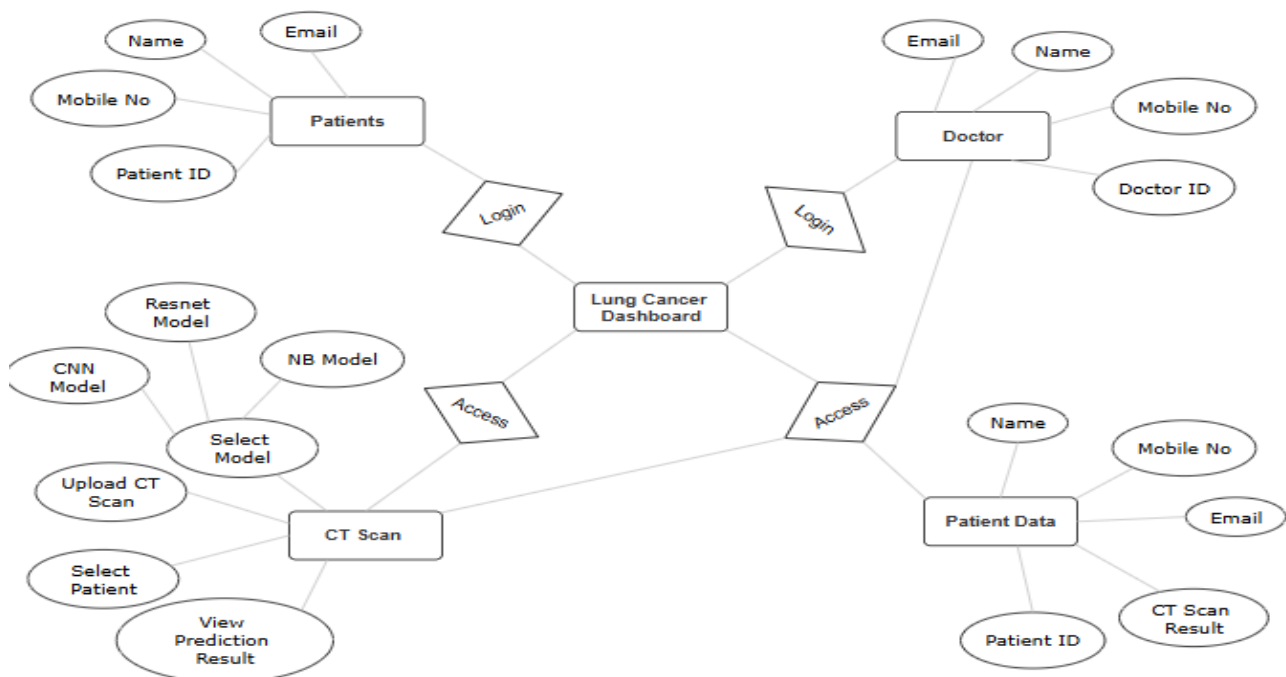 Email
Name
Mobile No
Patients
Patient ID
Email
Name
Mobile No
Doctor
Doctor ID
Login
Login
Lung Cancer
Dashboard
Resnet
Model
CNN
Model
NB Model
Select
Model
Access
Access
Upload CT
Scan
CT Scan
Select
Patient
View
Prediction
Result
Name
Mobile No
Patient Data
Email
CT Scan
Result
Patient ID